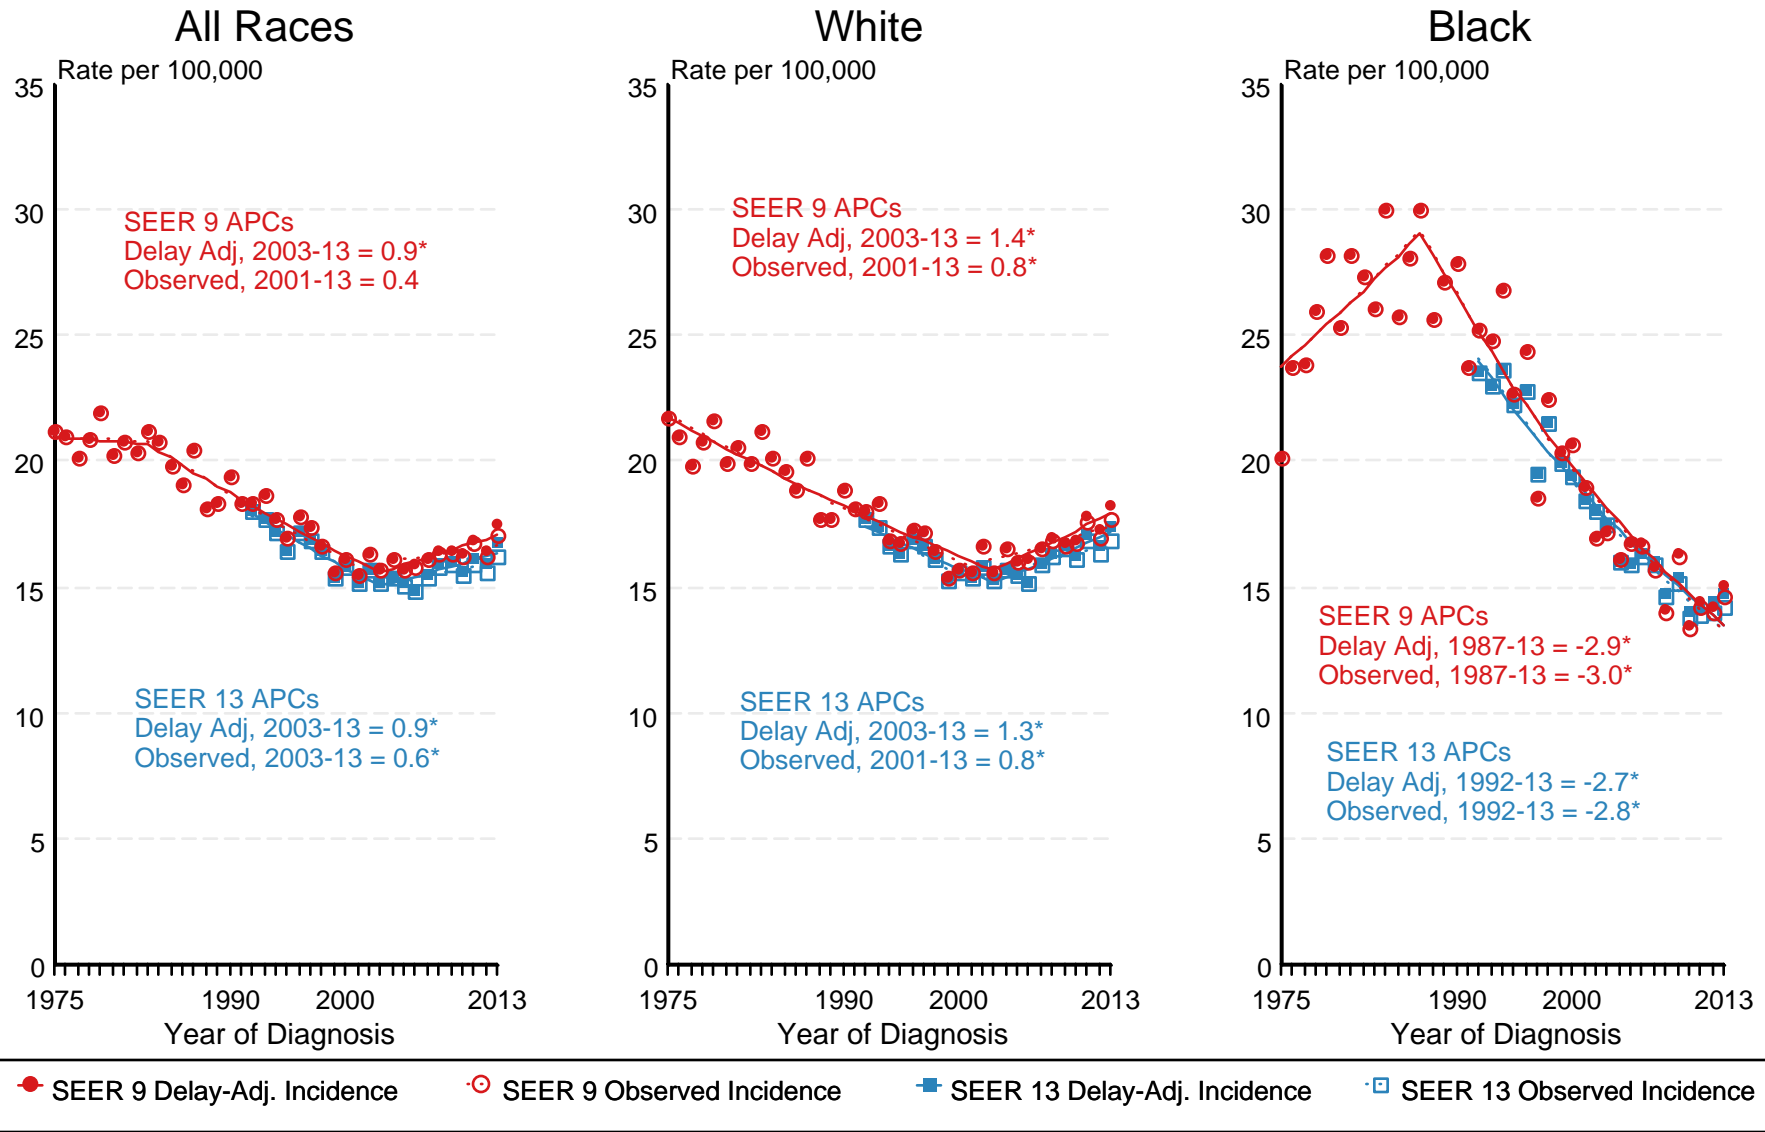 All Races
Rate per 100,000
35
30
25
20
15
10
5
0
SEER 9 APCs
Delay Adj, 2003-13 = 0.9*
Observed, 2001-13 = 0.4
SEER 13 APCs
Delay Adj, 2003-13 = 0.9*
Observed, 2003-13 = 0.6*
1975 1990 2000 2013
Year of Diagnosis
White
Rate per 100,000
35
30
25
20
15
10
5
0
SEER 9 APCs
Delay Adj, 2003-13 = 1.4*
Observed, 2001-13 = 0.8*
SEER 13 APCs
Delay Adj, 2003-13 = 1.3*
Observed, 2001-13 = 0.8*
1975 1990 2000 2013
Year of Diagnosis
Black
Rate per 100,000
35
30
25
20
15
10
5
0
SEER 9 APCs
Delay Adj, 1987-13 = -2.9*
Observed, 1987-13 = -3.0*
SEER 13 APCs
Delay Adj, 1992-13 = -2.7*
Observed, 1992-13 = -2.8*
1975 1990 2000 2013
Year of Diagnosis
SEER 9 Delay-Adj. Incidence SEER 9 Observed Incidence SEER 13 Delay-Adj. Incidence SEER 13 Observed Incidence